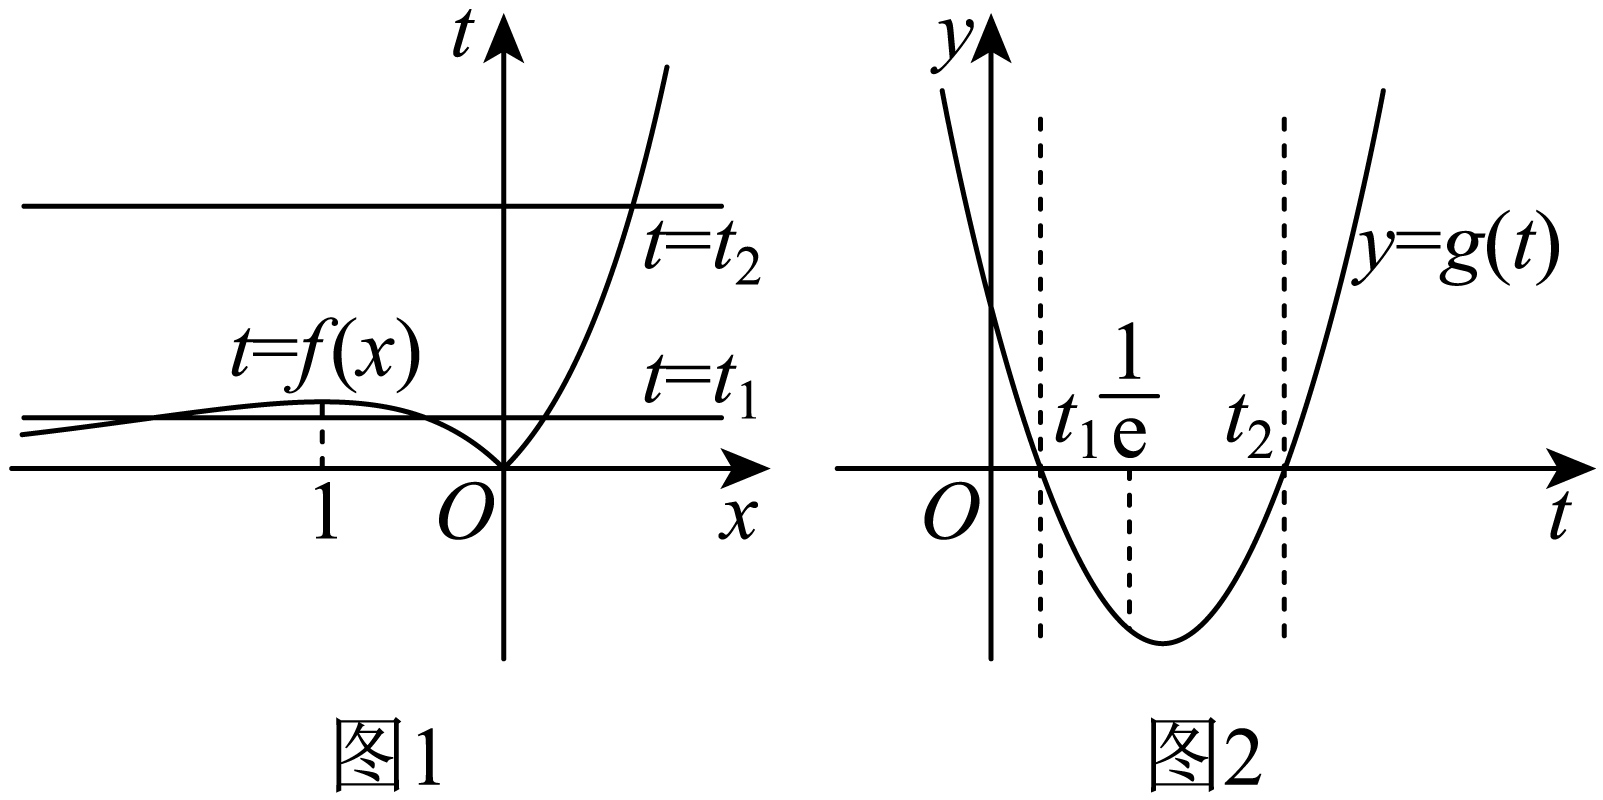 t
t=t₂
t=f(x)
t=t₁
1
O
x
图1
y
y=g(t)
t₁
1/e
t₂
O
t
图2